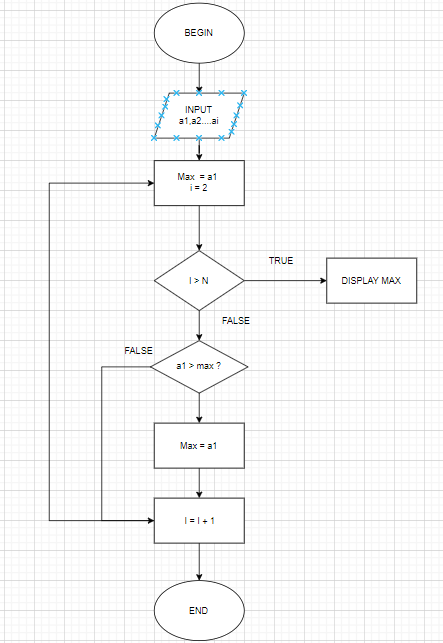 BEGIN
INPUT
a1,a2....ai
Max = a1
i = 2
I > N
TRUE
DISPLAY MAX
FALSE
FALSE
a1 > max ?
Max = a1
I = I + 1
END